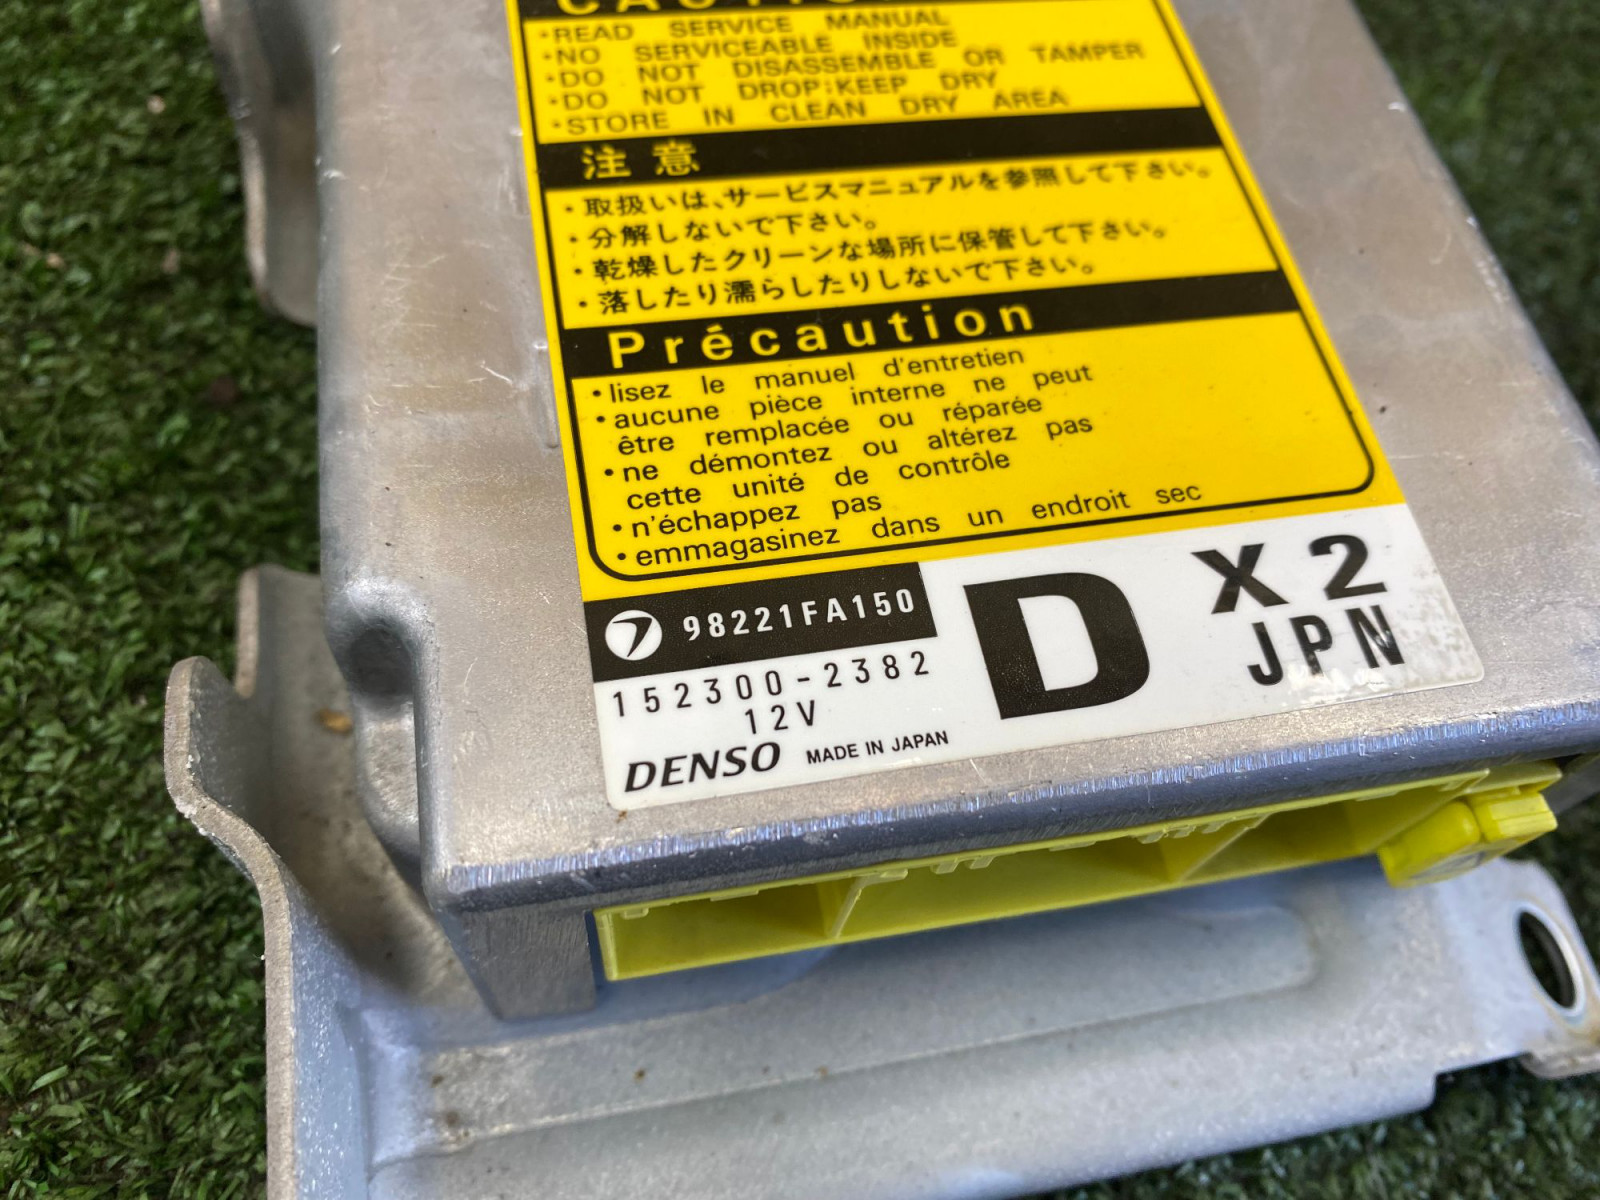 CAUTION
•READ SERVICE MANUAL
•NO SERVICEABLE INSIDE
•DO NOT DISASSEMBLE OR TAMPER
•DO NOT DROP;KEEP DRY
•STORE IN CLEAN DRY AREA
注意
・取扱いは、サービスマニュアルを参照して下さい。
・分解しないで下さい。
・乾燥したクリーンな場所に保管して下さい。
・落したり濡らしたりしないで下さい。
Précaution
•lisez le manuel d'entretien
•aucune pièce interne ne peut
être remplacée ou réparée
•ne démontez ou altérez pas
cette unité de contrôle
•n'échappez pas
•emmagasinez dans un endroit sec
98221FA150
152300-2382
12V
DENSO MADE IN JAPAN
D
X2
JPN